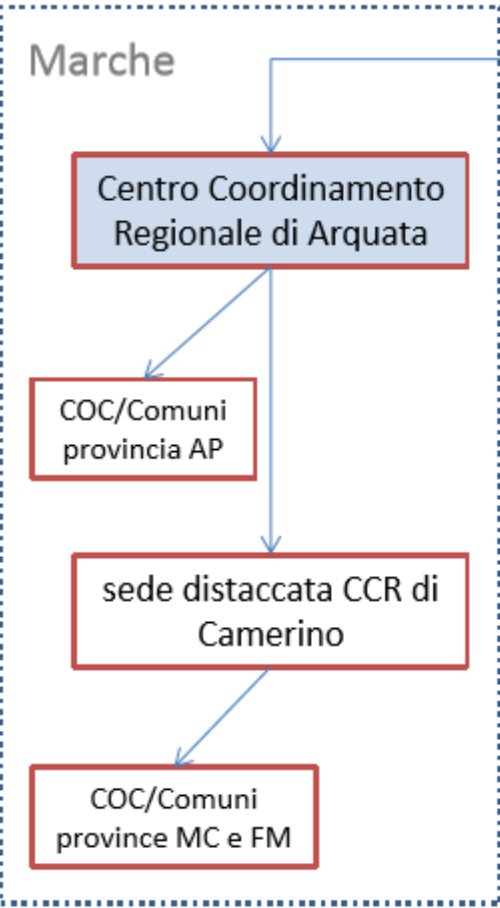 Marche
Centro Coordinamento
Regionale di Arquata
COC/Comuni
provincia AP
sede distaccata CCR di
Camerino
COC/Comuni
province MC e FM